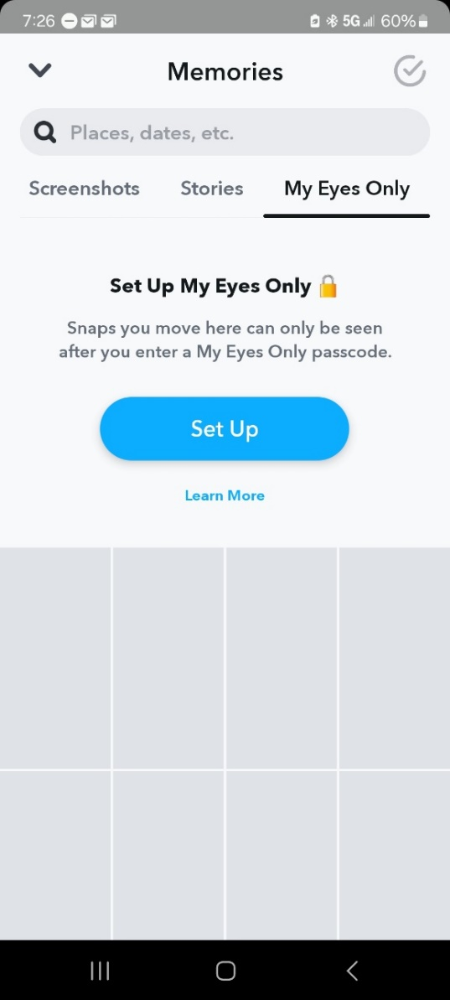 7:26 5G 60%
Memories
Places, dates, etc.
Screenshots Stories My Eyes Only
Set Up My Eyes Only 🔒
Snaps you move here can only be seen
after you enter a My Eyes Only passcode.
Set Up
Learn More